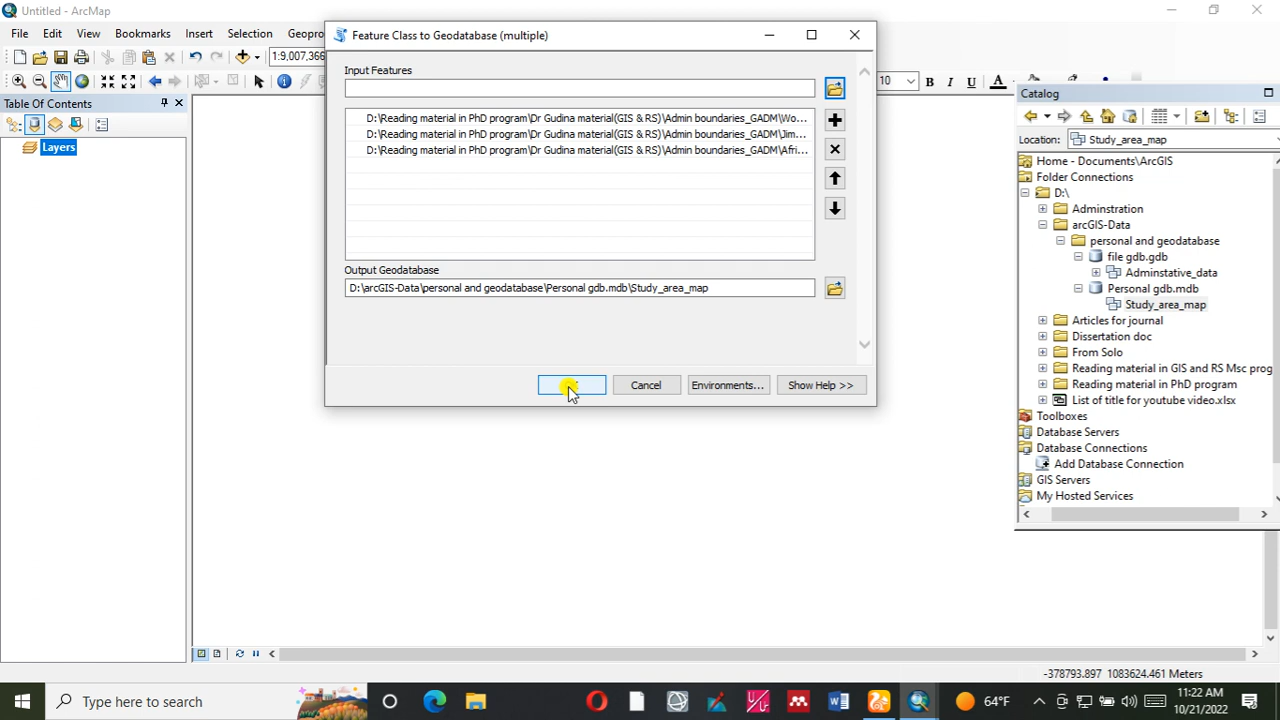 Untitled - ArcMap
File Edit View Bookmarks Insert Selection
1:9,007,366
10 B I U A
Table Of Contents
Layers
Feature Class to Geodatabase (multiple)
Input Features
D:\Reading material in PhD program\Dr Gudina material(GIS & RS)\Admin boundaries_GADM\Wo...
D:\Reading material in PhD program\Dr Gudina material(GIS & RS)\Admin boundaries_GADM\Jim...
D:\Reading material in PhD program\Dr Gudina material(GIS & RS)\Admin boundaries_GADM\Afri...
Output Geodatabase
D:\arcGIS-Data\personal and geodatabase\Personal gdb.mdb\Study_area_map
Cancel Environments... Show Help >>
Catalog
Location: Study_area_map
Home - Documents\ArcGIS
Folder Connections
D:\
Adminstration
arcGIS-Data
personal and geodatabase
file gdb.gdb
Adminstative_data
Personal gdb.mdb
Study_area_map
Articles for journal
Dissertation doc
From Solo
Reading material in GIS and RS Msc prog
Reading material in PhD program
List of title for youtube video.xlsx
Toolboxes
Database Servers
Database Connections
Add Database Connection
GIS Servers
My Hosted Services
-378793.897 1083624.461 Meters
Type here to search
64°F
11:22 AM
10/21/2022